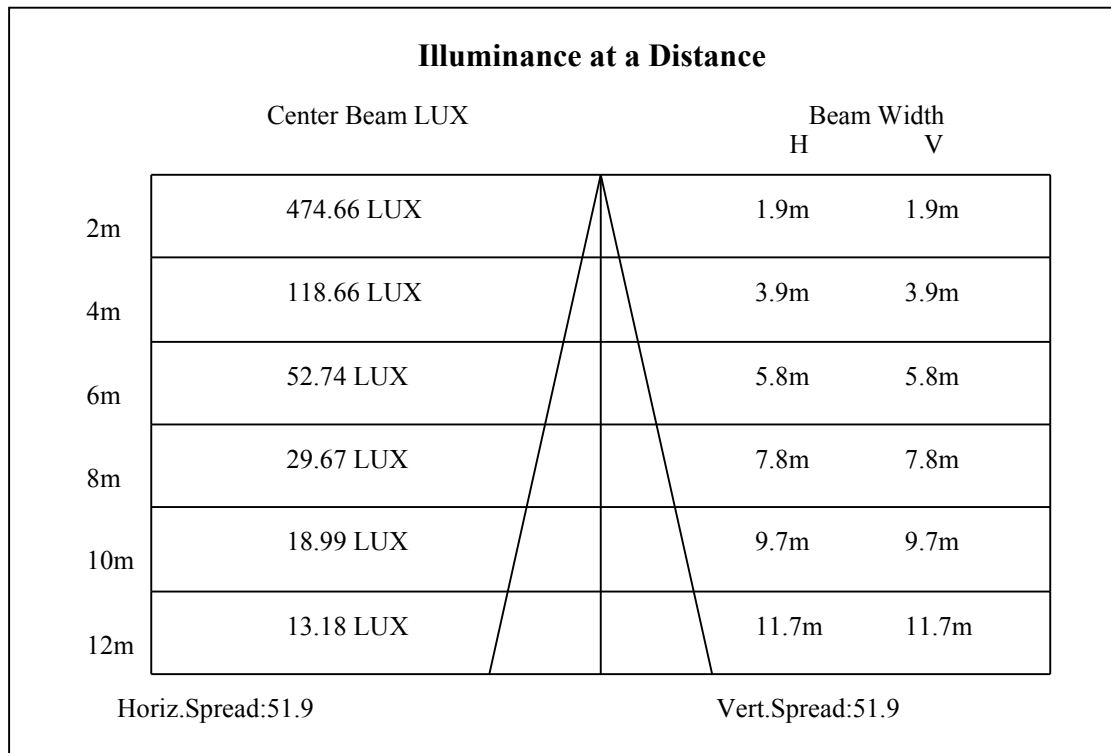 Illuminance at a Distance
Center Beam LUX Beam Width
H V
2m 474.66 LUX 1.9m 1.9m
4m 118.66 LUX 3.9m 3.9m
6m 52.74 LUX 5.8m 5.8m
8m 29.67 LUX 7.8m 7.8m
10m 18.99 LUX 9.7m 9.7m
12m 13.18 LUX 11.7m 11.7m
Horiz.Spread:51.9 Vert.Spread:51.9